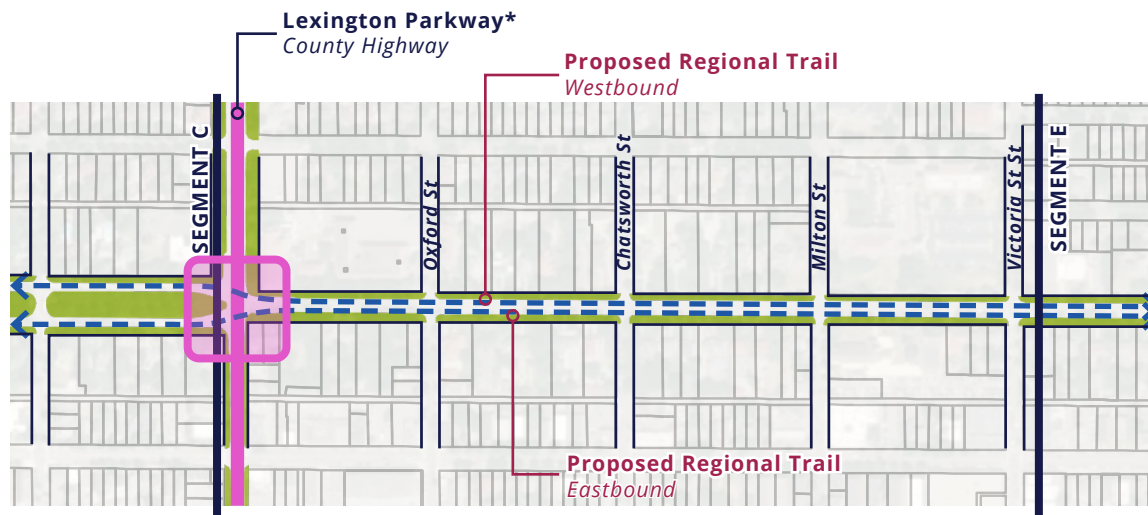 Lexington Parkway*
County Highway
Proposed Regional Trail
Westbound
SEGMENT C
Oxford St
Chatsworth St
Milton St
Victoria St St
SEGMENT E
Proposed Regional Trail
Eastbound